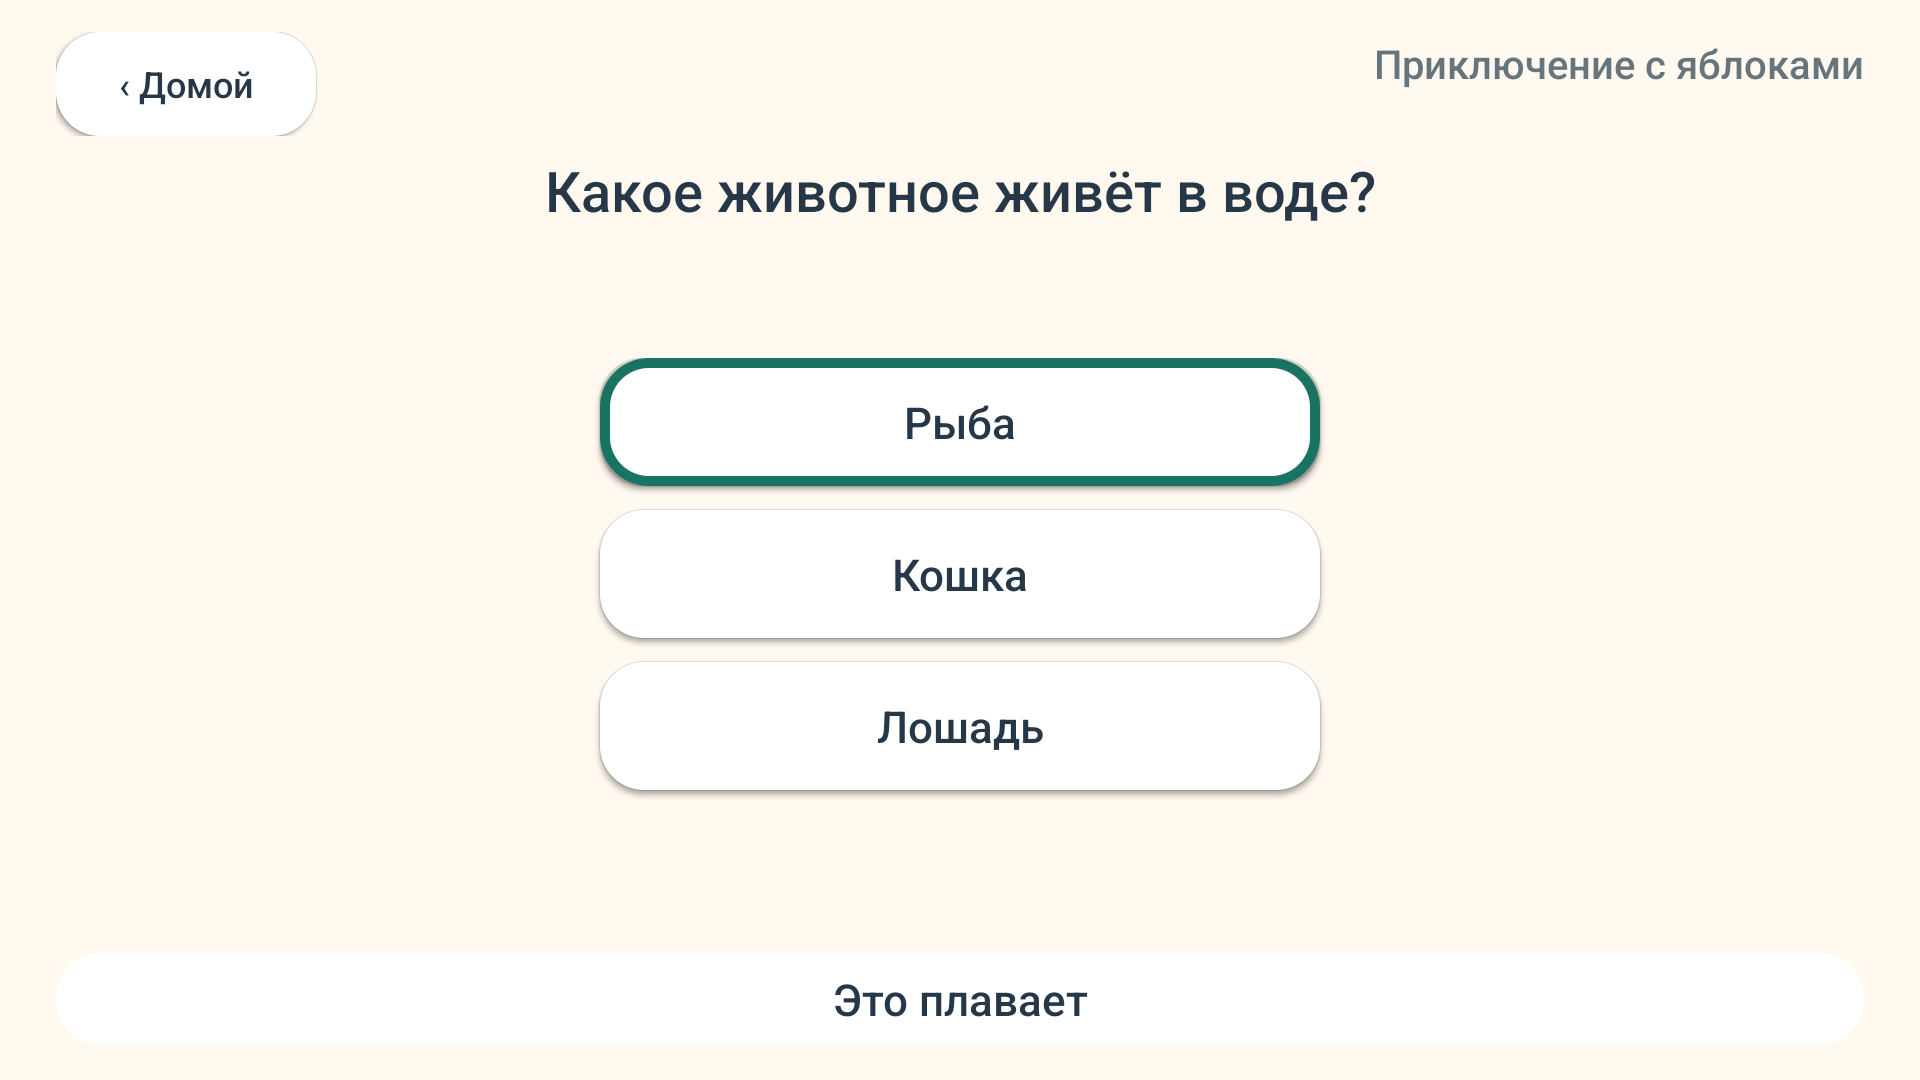 ‹ Домой
Приключение с яблоками
Какое животное живёт в воде?
Рыба
Кошка
Лошадь
Это плавает